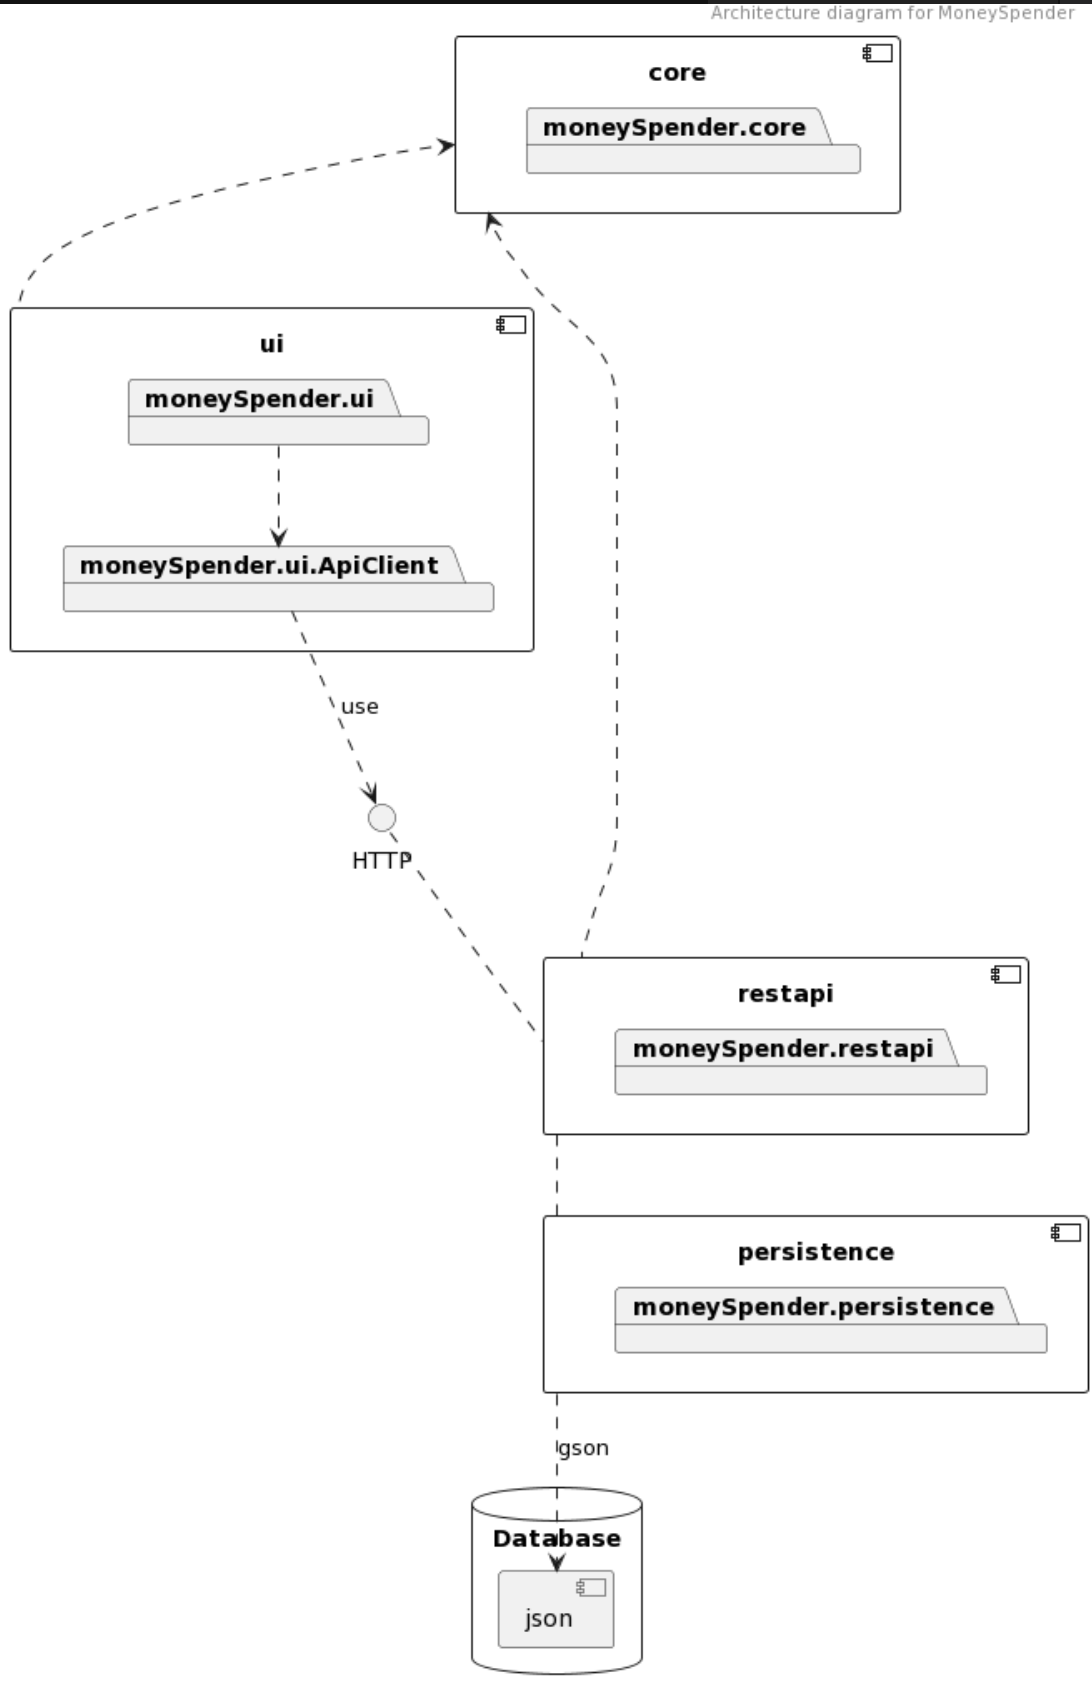 Architecture diagram for MoneySpender
core
moneySpender.core
ui
moneySpender.ui
moneySpender.ui.ApiClient
use
HTTP
restapi
moneySpender.restapi
persistence
moneySpender.persistence
gson
Database
json